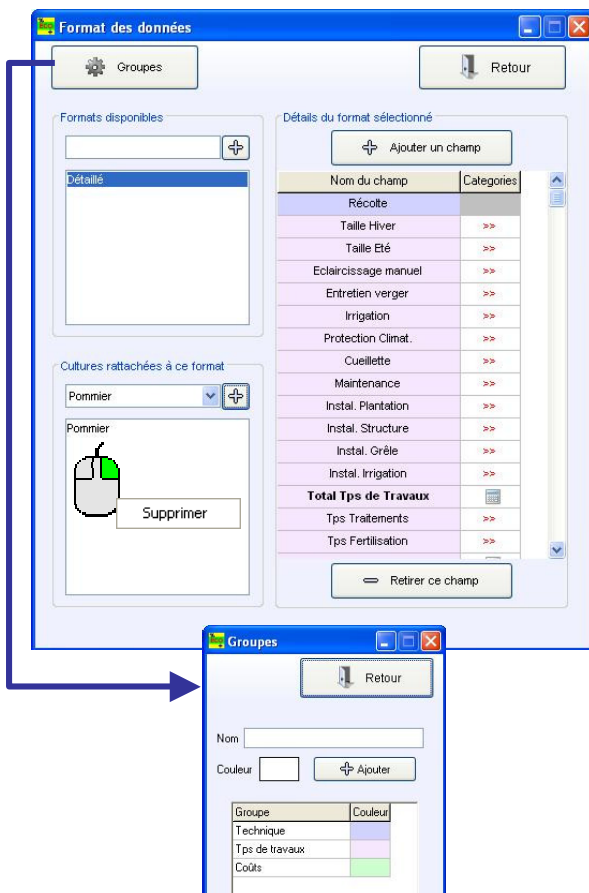 Format des données
Groupes
Retour
Formats disponibles
Détaillé
Cultures rattachées à ce format
Pommier
Pommier
Supprimer
Détails du format sélectionné
Ajouter un champ
Nom du champ Categories
Récolte
Taille Hiver >>
Taille Eté >>
Eclaircissage manuel >>
Entretien verger >>
Irrigation >>
Protection Climat. >>
Cueillette >>
Maintenance >>
Instal. Plantation >>
Instal. Structure >>
Instal. Grêle >>
Instal. Irrigation >>
Total Tps de Travaux
Tps Traitements >>
Tps Fertilisation >>
Retirer ce champ
Groupes
Retour
Nom
Couleur
Ajouter
Groupe Couleur
Technique
Tps de travaux
Coûts